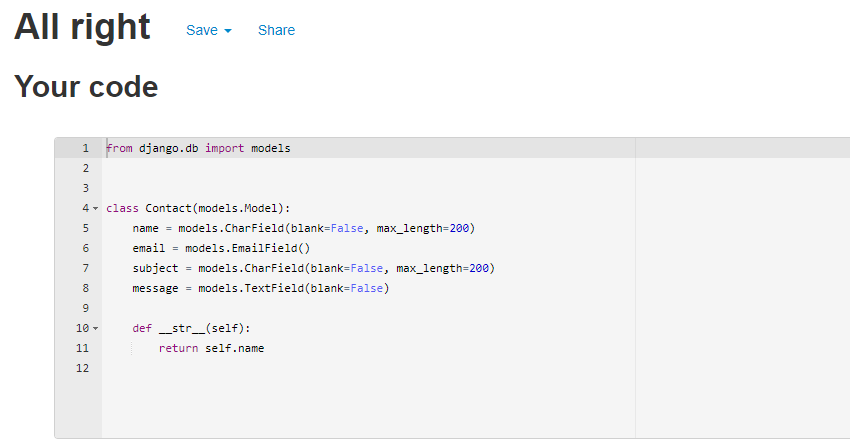 All right Save Share
Your code
1 from django.db import models
2
3
4 class Contact(models.Model):
5     name = models.CharField(blank=False, max_length=200)
6     email = models.EmailField()
7     subject = models.CharField(blank=False, max_length=200)
8     message = models.TextField(blank=False)
9
10     def __str__(self):
11         return self.name
12